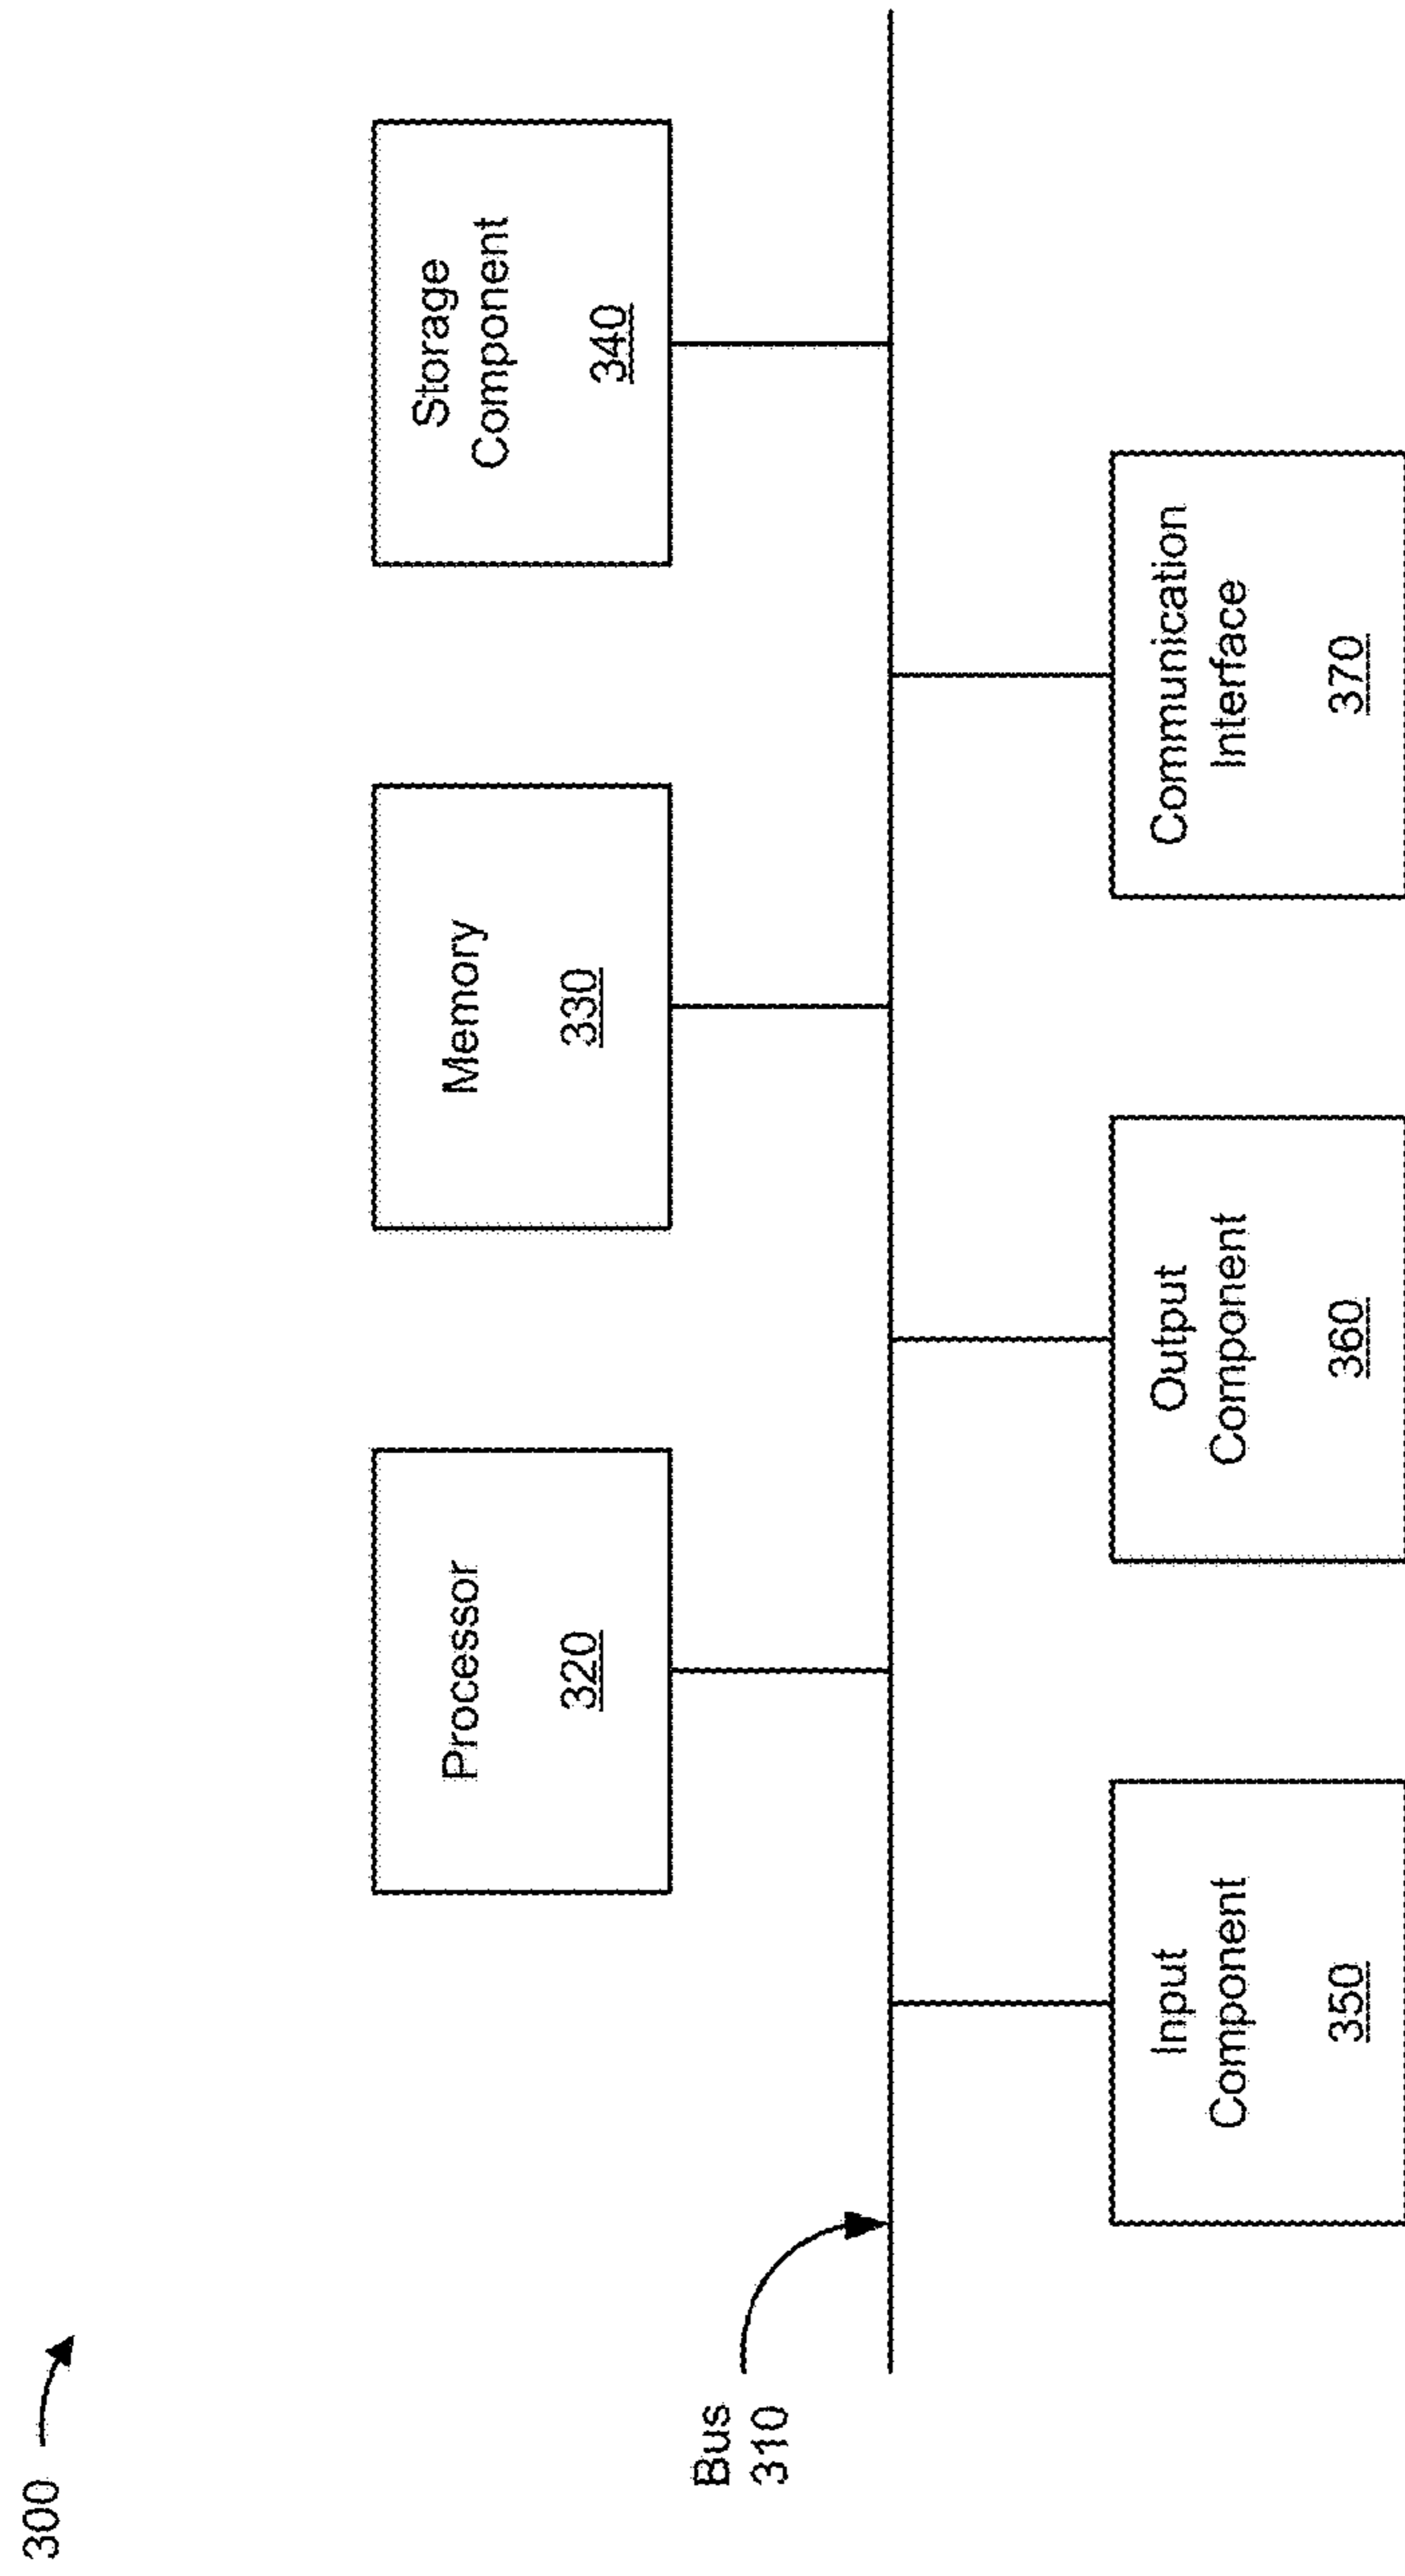 300
Processor
320
Memory
330
Storage
Component
340
Bus
310
Input
Component
350
Output
Component
360
Communication
Interface
370